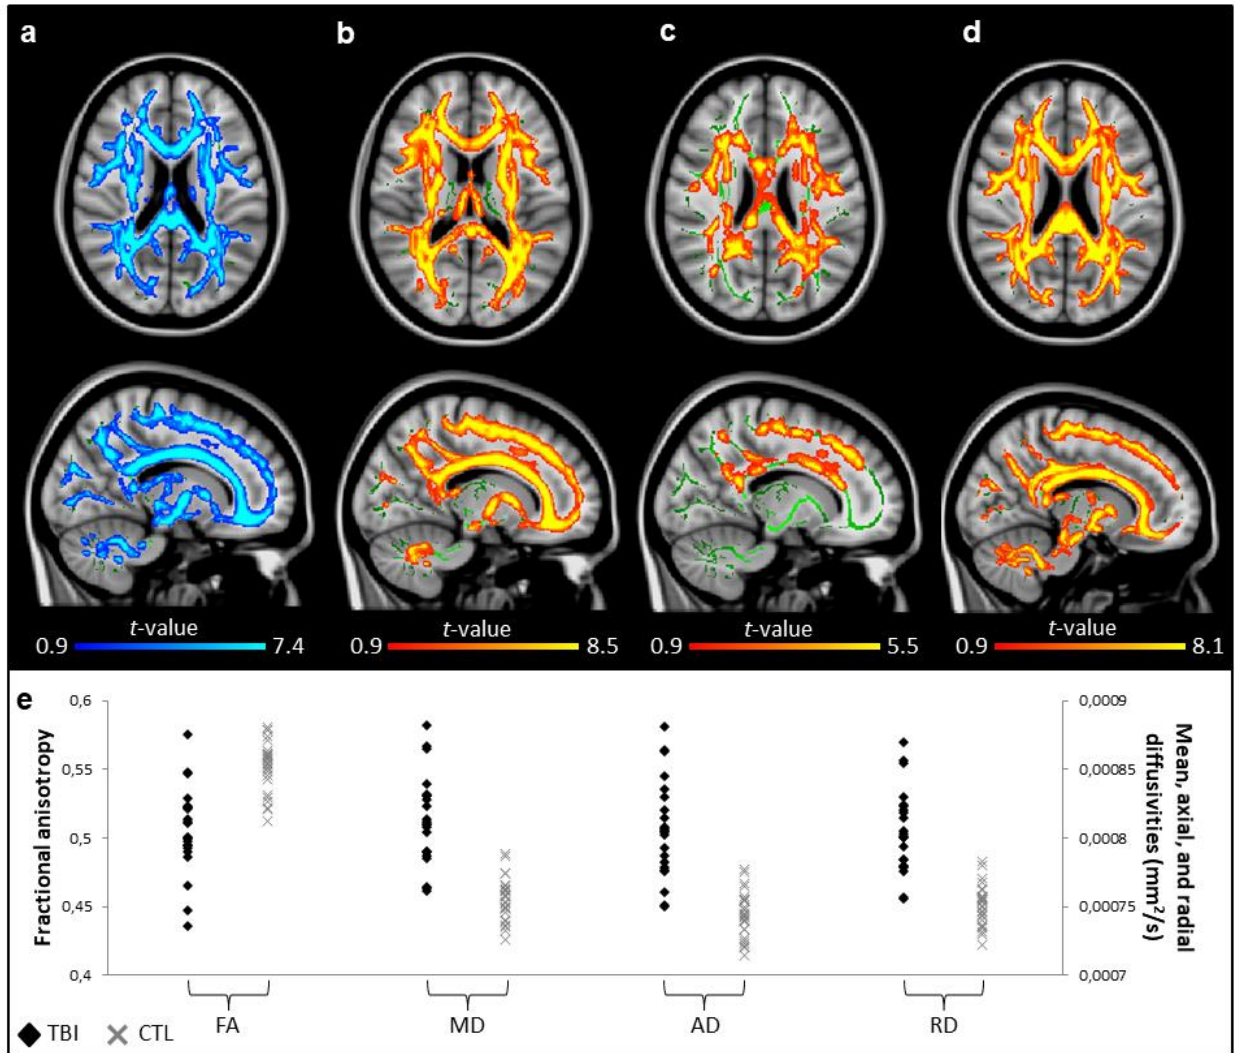 a b c d
t-value t-value t-value t-value
0.9 7.4 0.9 8.5 0.9 5.5 0.9 8.1
e
Fractional anisotropy
0,6
0,55
0,5
0,45
0,4
0,0009
0,00085
0,0008
0,00075
0,0007
Mean, axial, and radial
diffusivities (mm²/s)
FA MD AD RD
TBI CTL